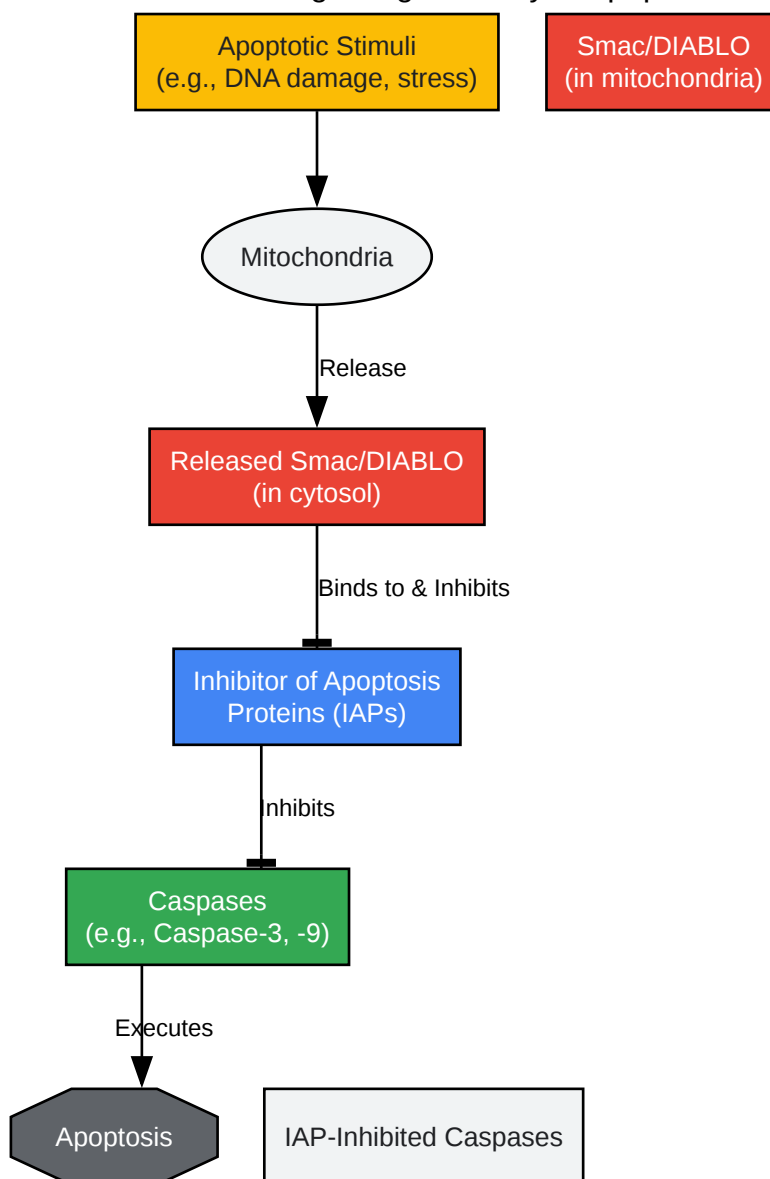 Apoptotic Stimuli
(e.g., DNA damage, stress)
Smac/DIABLO
(in mitochondria)
Mitochondria
Release
Released Smac/DIABLO
(in cytosol)
Binds to & Inhibits
Inhibitor of Apoptosis
Proteins (IAPs)
Inhibits
Caspases
(e.g., Caspase-3, -9)
Executes
Apoptosis
IAP-Inhibited Caspases